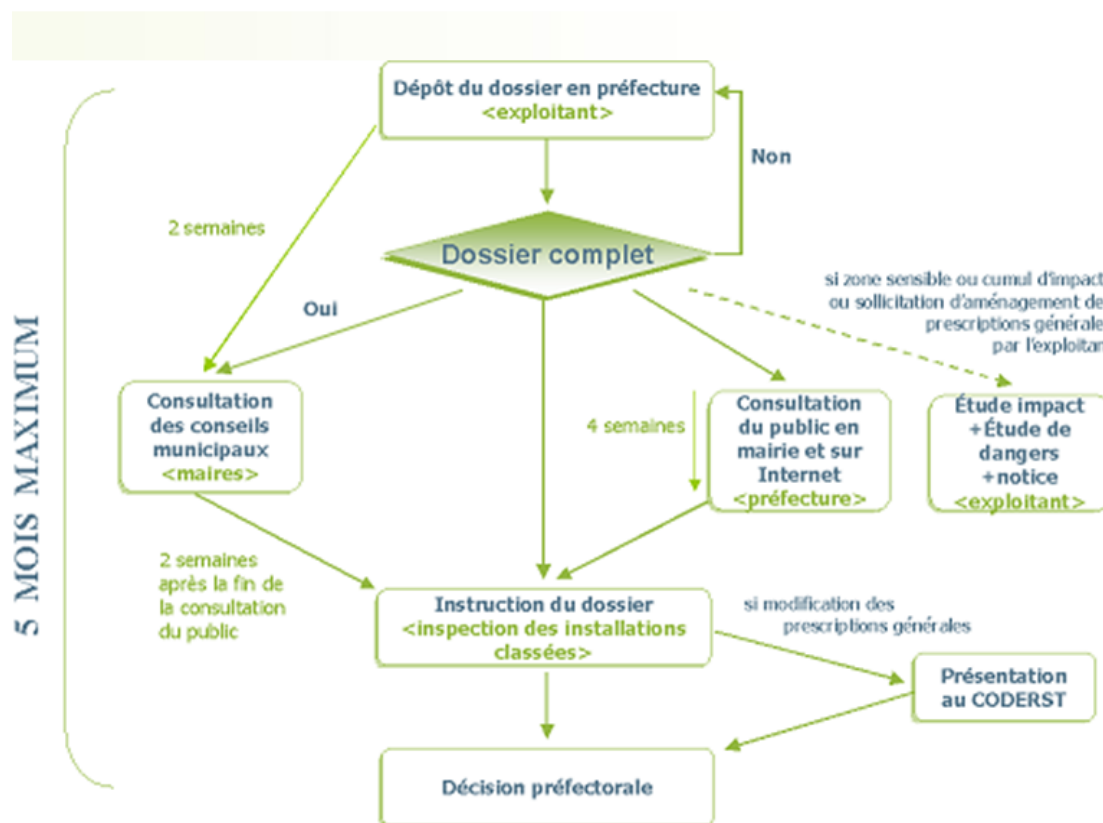 Dépôt du dossier en préfecture
<exploitant>
Non
2 semaines
Dossier complet
si zone sensible ou cumul d'impact
ou sollicitation d'aménagement de
prescriptions générale
par l'exploitan
Oui
5 MOIS MAXIMUM
Consultation
des conseils
municipaux
<maires>
4 semaines
Consultation
du public en
mairie et sur
Internet
<préfecture>
Étude impact
+Étude de
dangers
+notice
<exploitant>
2 semaines
après la fin de
la consultation
du public
Instruction du dossier
<inspection des installations
classées>
si modification des
prescriptions générales
Présentation
au CODERST
Décision préfectorale